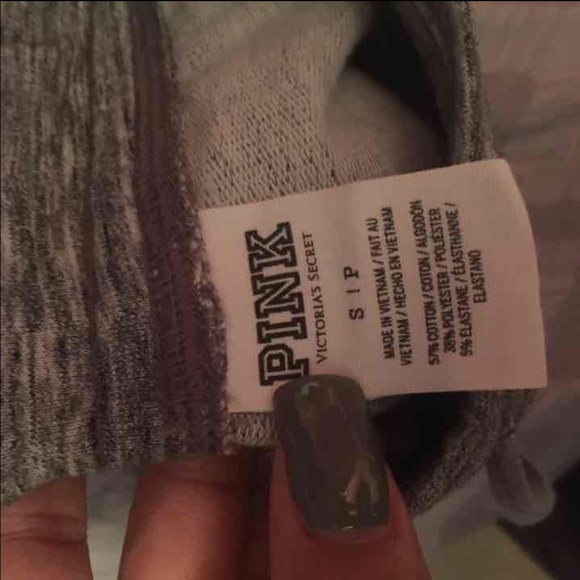 PINK
VICTORIA'S SECRET
S | P
MADE IN VIETNAM / FAIT AU
VIETNAM / HECHO EN VIETNAM
57% COTTON / COTON / ALGODÓN
38% POLYESTER / POLIÉSTER
5% ELASTANE / ÉLASTHANNE /
ELASTANO